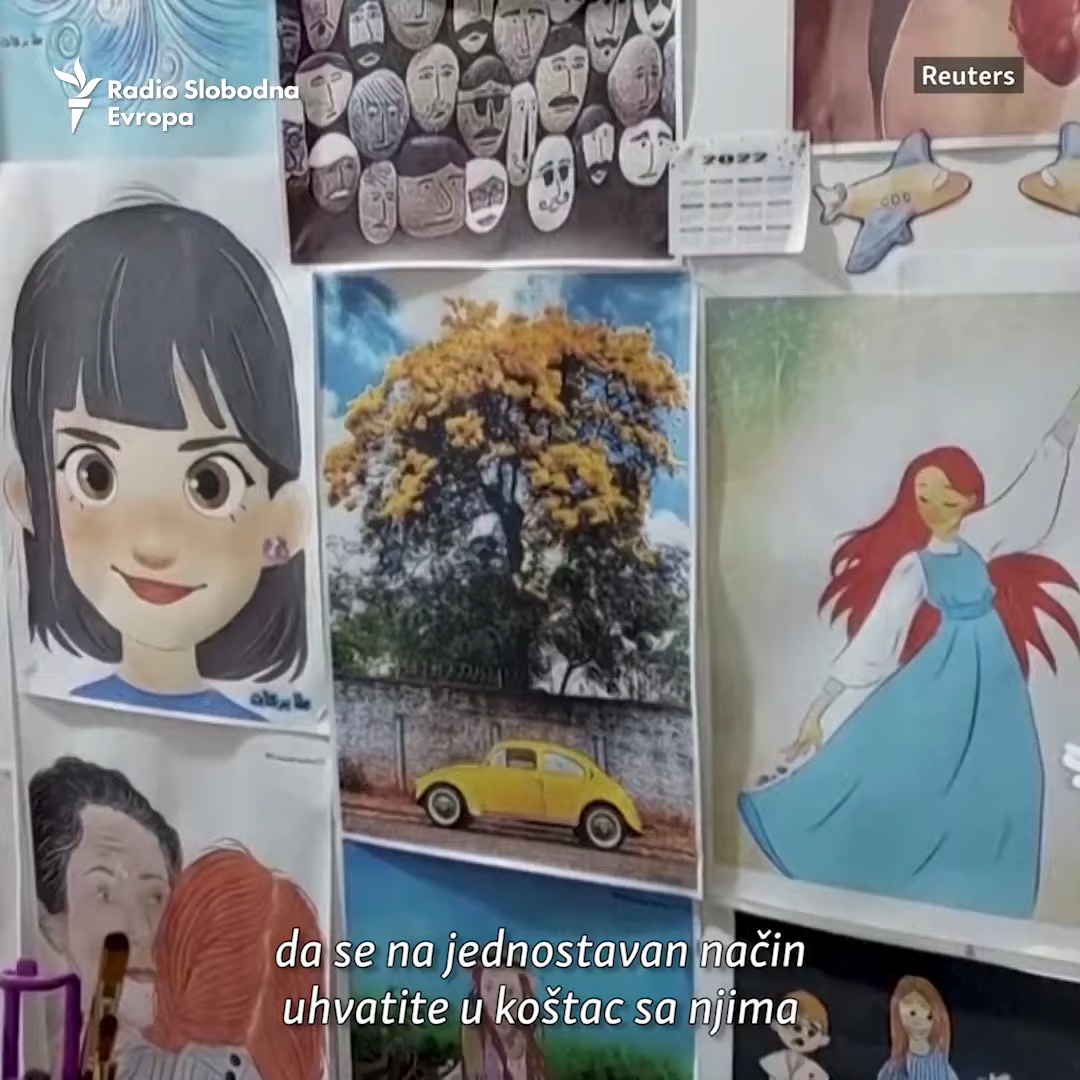 Radio Slobodna
Evropa
Reuters
2022
da se na jednostavan način
uhvatite u koštac sa njima